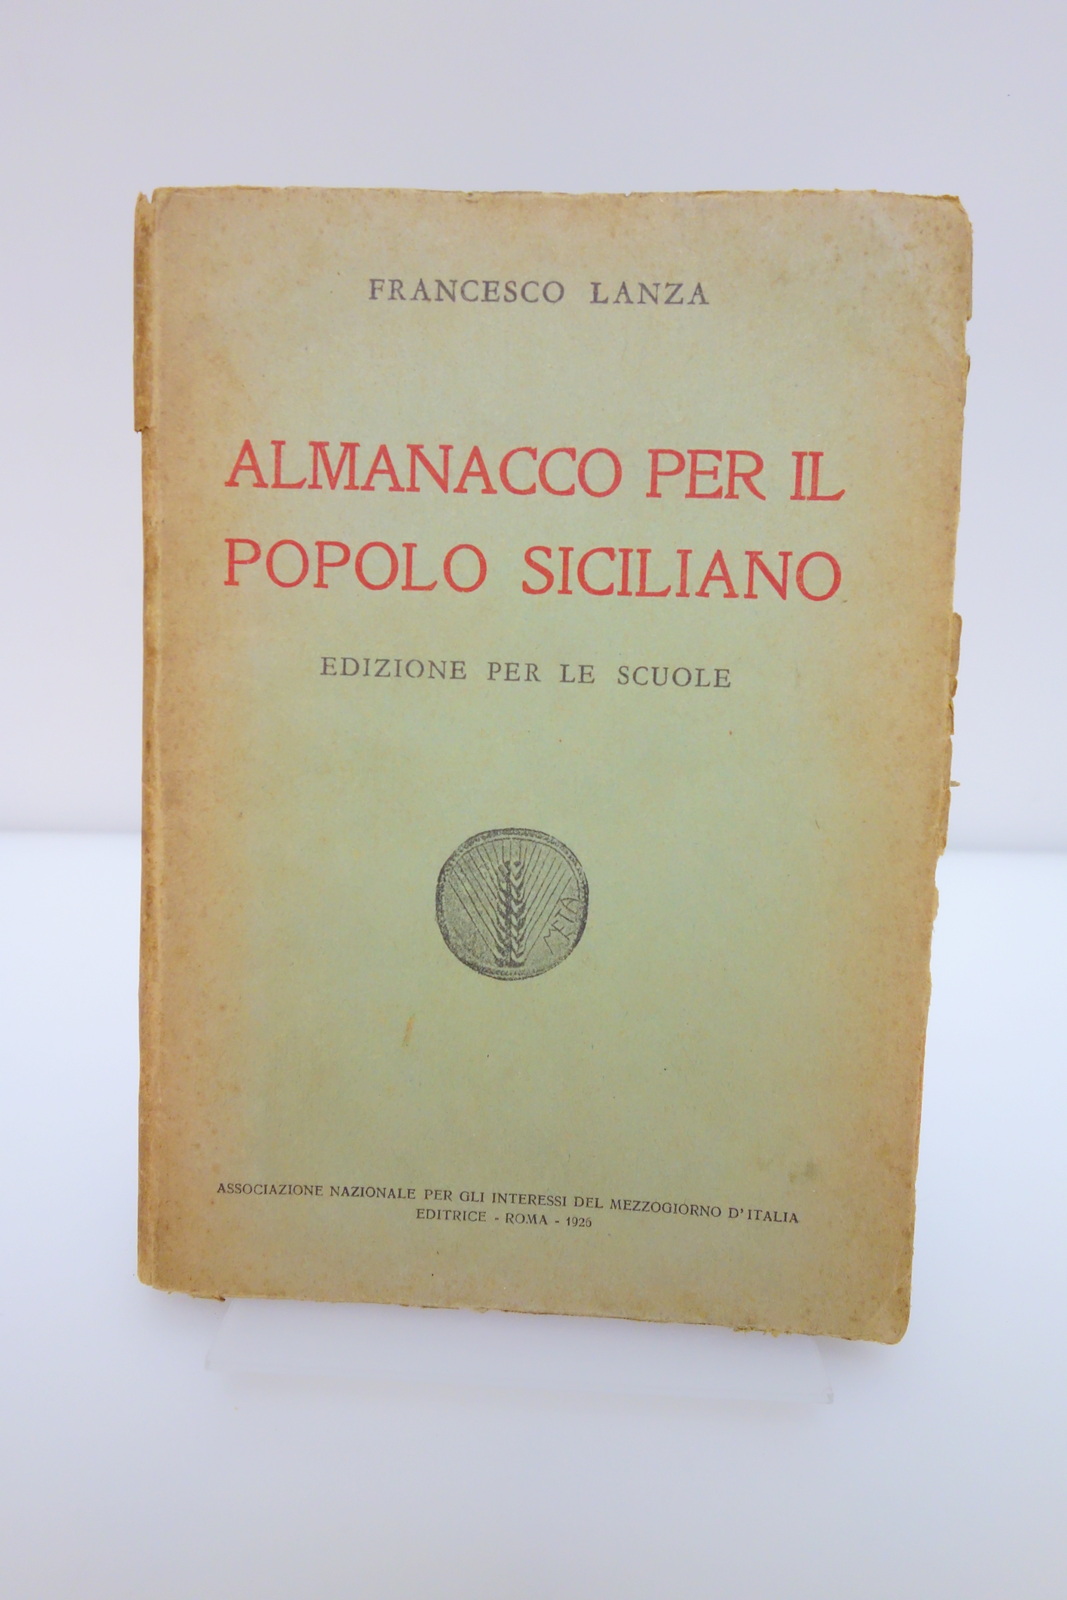 FRANCESCO LANZA
ALMANACCO PER IL
POPOLO SICILIANO
EDIZIONE PER LE SCUOLE
META
ASSOCIAZIONE NAZIONALE PER GLI INTERESSI DEL MEZZOGIORNO D'ITALIA
EDITRICE - ROMA - 1926